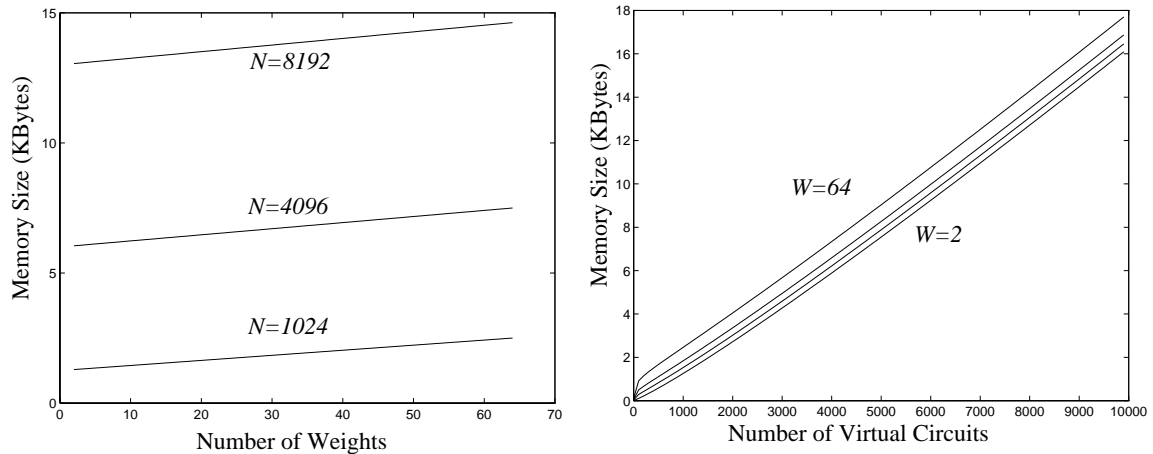 15
10
5
0
Memory Size (KBytes)
N=8192
N=4096
N=1024
0 10 20 30 40 50 60 70
Number of Weights
18
16
14
12
10
8
6
4
2
0
Memory Size (KBytes)
W=64
W=2
0 1000 2000 3000 4000 5000 6000 7000 8000 9000 10000
Number of Virtual Circuits